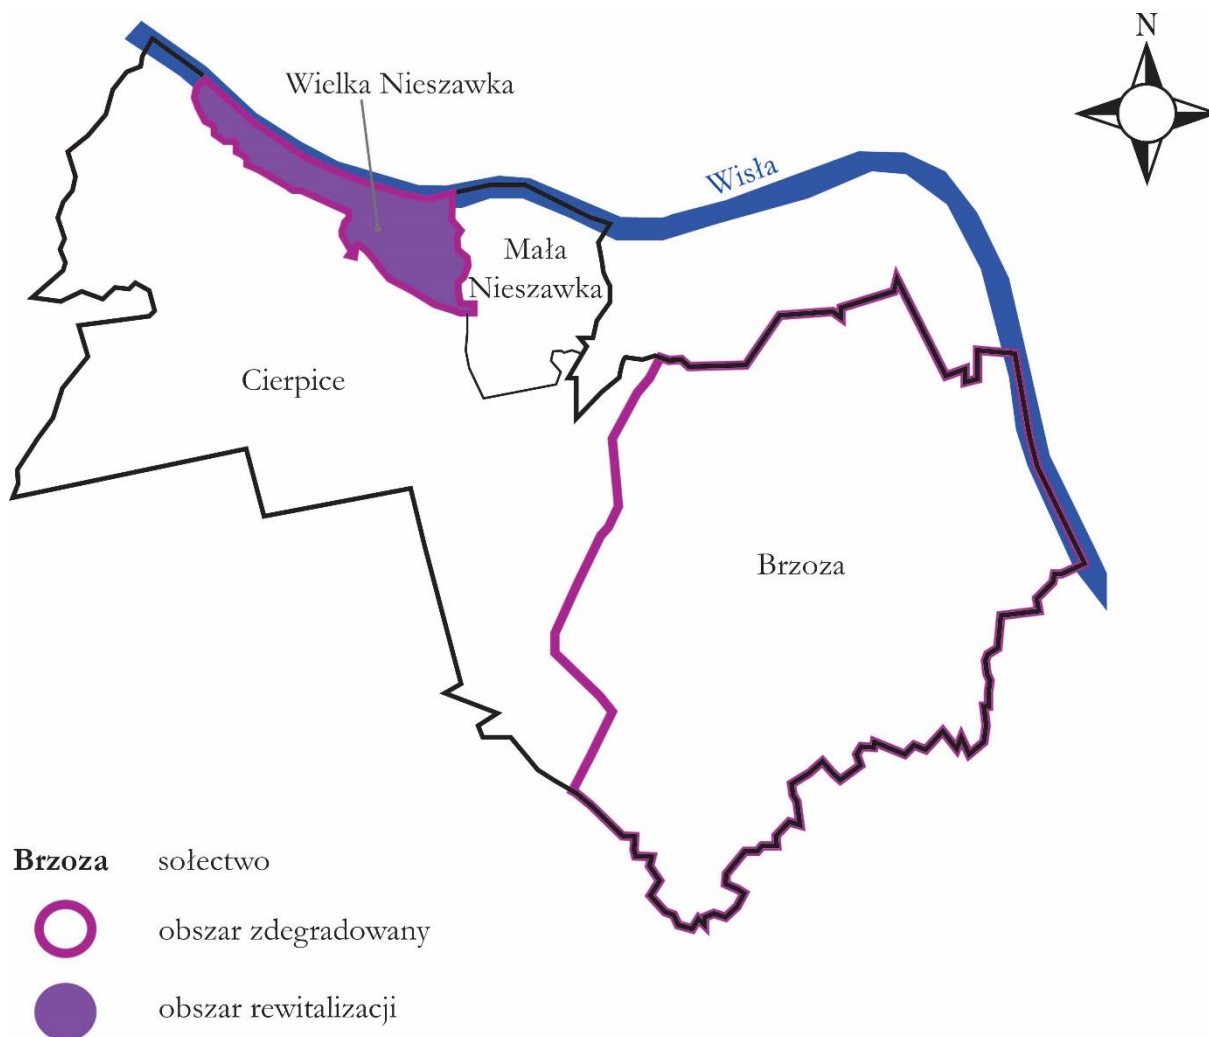 N
Wielka Nieszawka
Wisła
Mała
Nieszawka
Cierpice
Brzoza
Brzoza sołectwo
obszar zdegradowany
obszar rewitalizacji